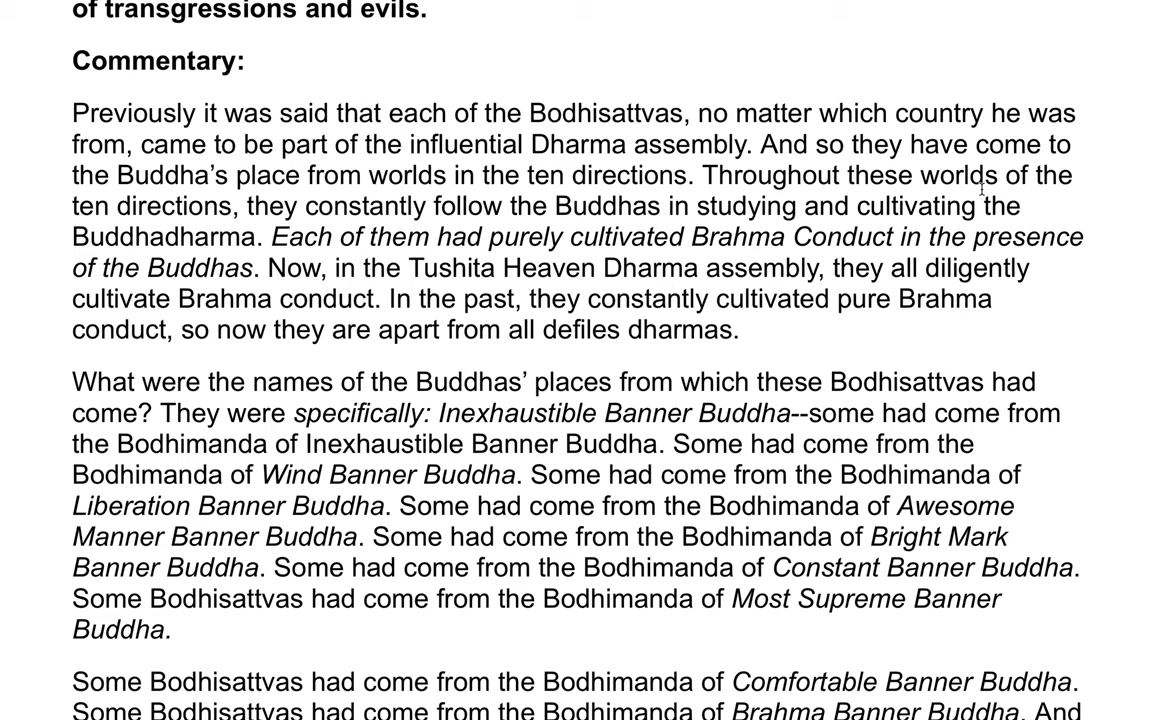 of transgressions and evils.
Commentary:
Previously it was said that each of the Bodhisattvas, no matter which country he was
from, came to be part of the influential Dharma assembly. And so they have come to
the Buddha’s place from worlds in the ten directions. Throughout these worlds of the
ten directions, they constantly follow the Buddhas in studying and cultivating the
Buddhadharma. Each of them had purely cultivated Brahma Conduct in the presence
of the Buddhas. Now, in the Tushita Heaven Dharma assembly, they all diligently
cultivate Brahma conduct. In the past, they constantly cultivated pure Brahma
conduct, so now they are apart from all defiles dharmas.
What were the names of the Buddhas’ places from which these Bodhisattvas had
come? They were specifically: Inexhaustible Banner Buddha--some had come from
the Bodhimanda of Inexhaustible Banner Buddha. Some had come from the
Bodhimanda of Wind Banner Buddha. Some had come from the Bodhimanda of
Liberation Banner Buddha. Some had come from the Bodhimanda of Awesome
Manner Banner Buddha. Some had come from the Bodhimanda of Bright Mark
Banner Buddha. Some had come from the Bodhimanda of Constant Banner Buddha.
Some Bodhisattvas had come from the Bodhimanda of Most Supreme Banner
Buddha.
Some Bodhisattvas had come from the Bodhimanda of Comfortable Banner Buddha.
Some Bodhisattvas had come from the Bodhimanda of Brahma Banner Buddha. And